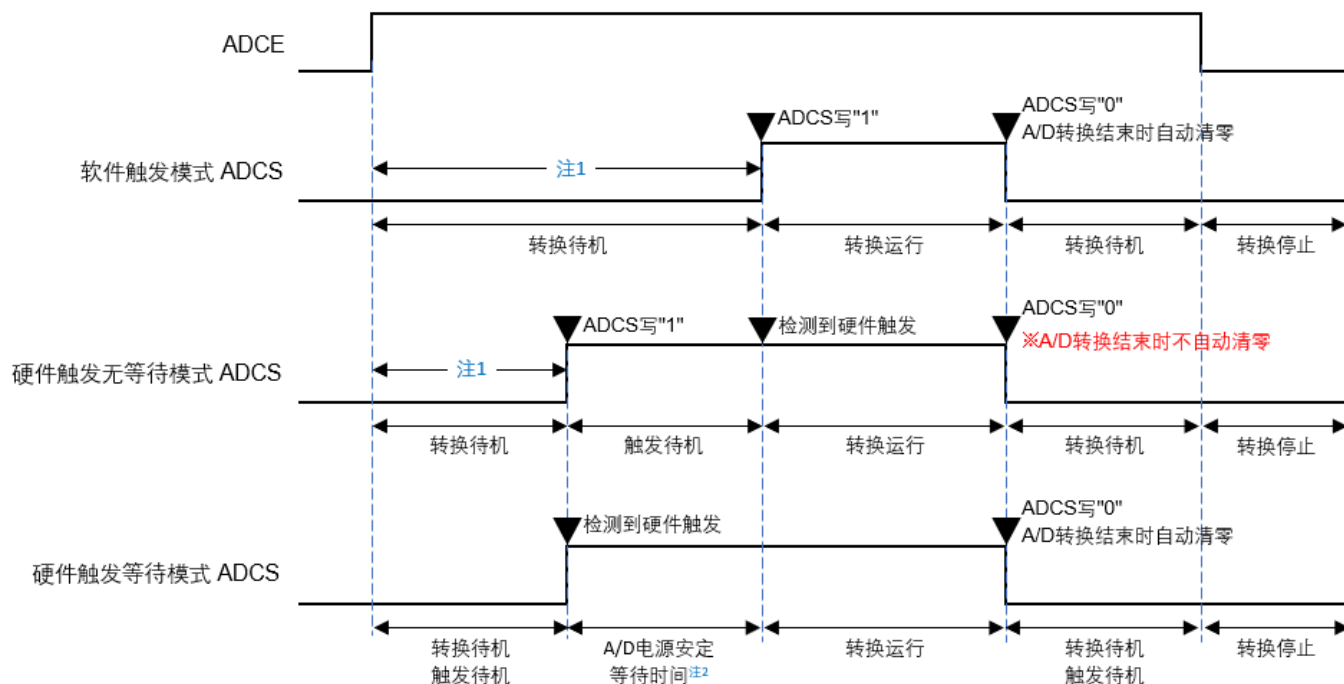 ADCE
ADCS写"1"
ADCS写"0"
A/D转换结束时自动清零
软件触发模式 ADCS
注1
转换待机
转换运行
转换待机
转换停止
ADCS写"1"
检测到硬件触发
ADCS写"0"
※A/D转换结束时不自动清零
硬件触发无等待模式 ADCS
注1
转换待机
触发待机
转换运行
转换待机
转换停止
检测到硬件触发
ADCS写"0"
A/D转换结束时自动清零
硬件触发等待模式 ADCS
转换待机
触发待机
A/D电源安定
等待时间注2
转换运行
转换待机
触发待机
转换停止